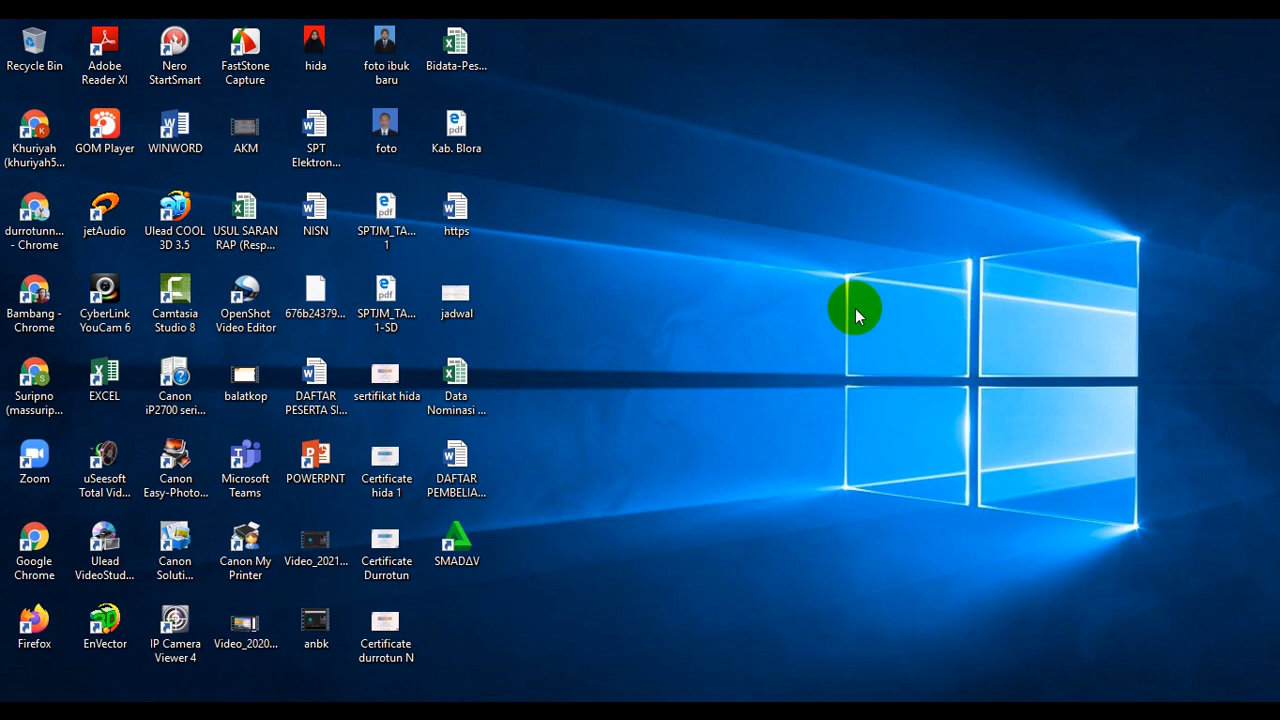 Recycle Bin
Adobe
Reader XI
Nero
StartSmart
FastStone
Capture
hida
foto ibuk
baru
Bidata-Pes...
Khuriyah
(khuriyah5...
GOM Player
WINWORD
AKM
SPT
Elektron...
foto
Kab. Blora
durrotunn...
- Chrome
jetAudio
Ulead COOL
3D 3.5
USUL SARAN
RAP (Resp...
NISN
SPTJM_TA...
1
https
Bambang -
Chrome
CyberLink
YouCam 6
Camtasia
Studio 8
OpenShot
Video Editor
676b24379...
SPTJM_TA...
1-SD
jadwal
Suripno
(massurip...
EXCEL
Canon
iP2700 seri...
balatkop
DAFTAR
PESERTA SI...
sertifikat hida
Data
Nominasi ...
Zoom
uSeesoft
Total Vid...
Canon
Easy-Photo...
Microsoft
Teams
POWERPNT
Certificate
hida 1
DAFTAR
PEMBELIA...
Google
Chrome
Ulead
VideoStud...
Canon
Soluti...
Canon My
Printer
Video_2021...
Certificate
Durrotun
SMADΔV
Firefox
EnVector
IP Camera
Viewer 4
Video_2020...
anbk
Certificate
durrotun N